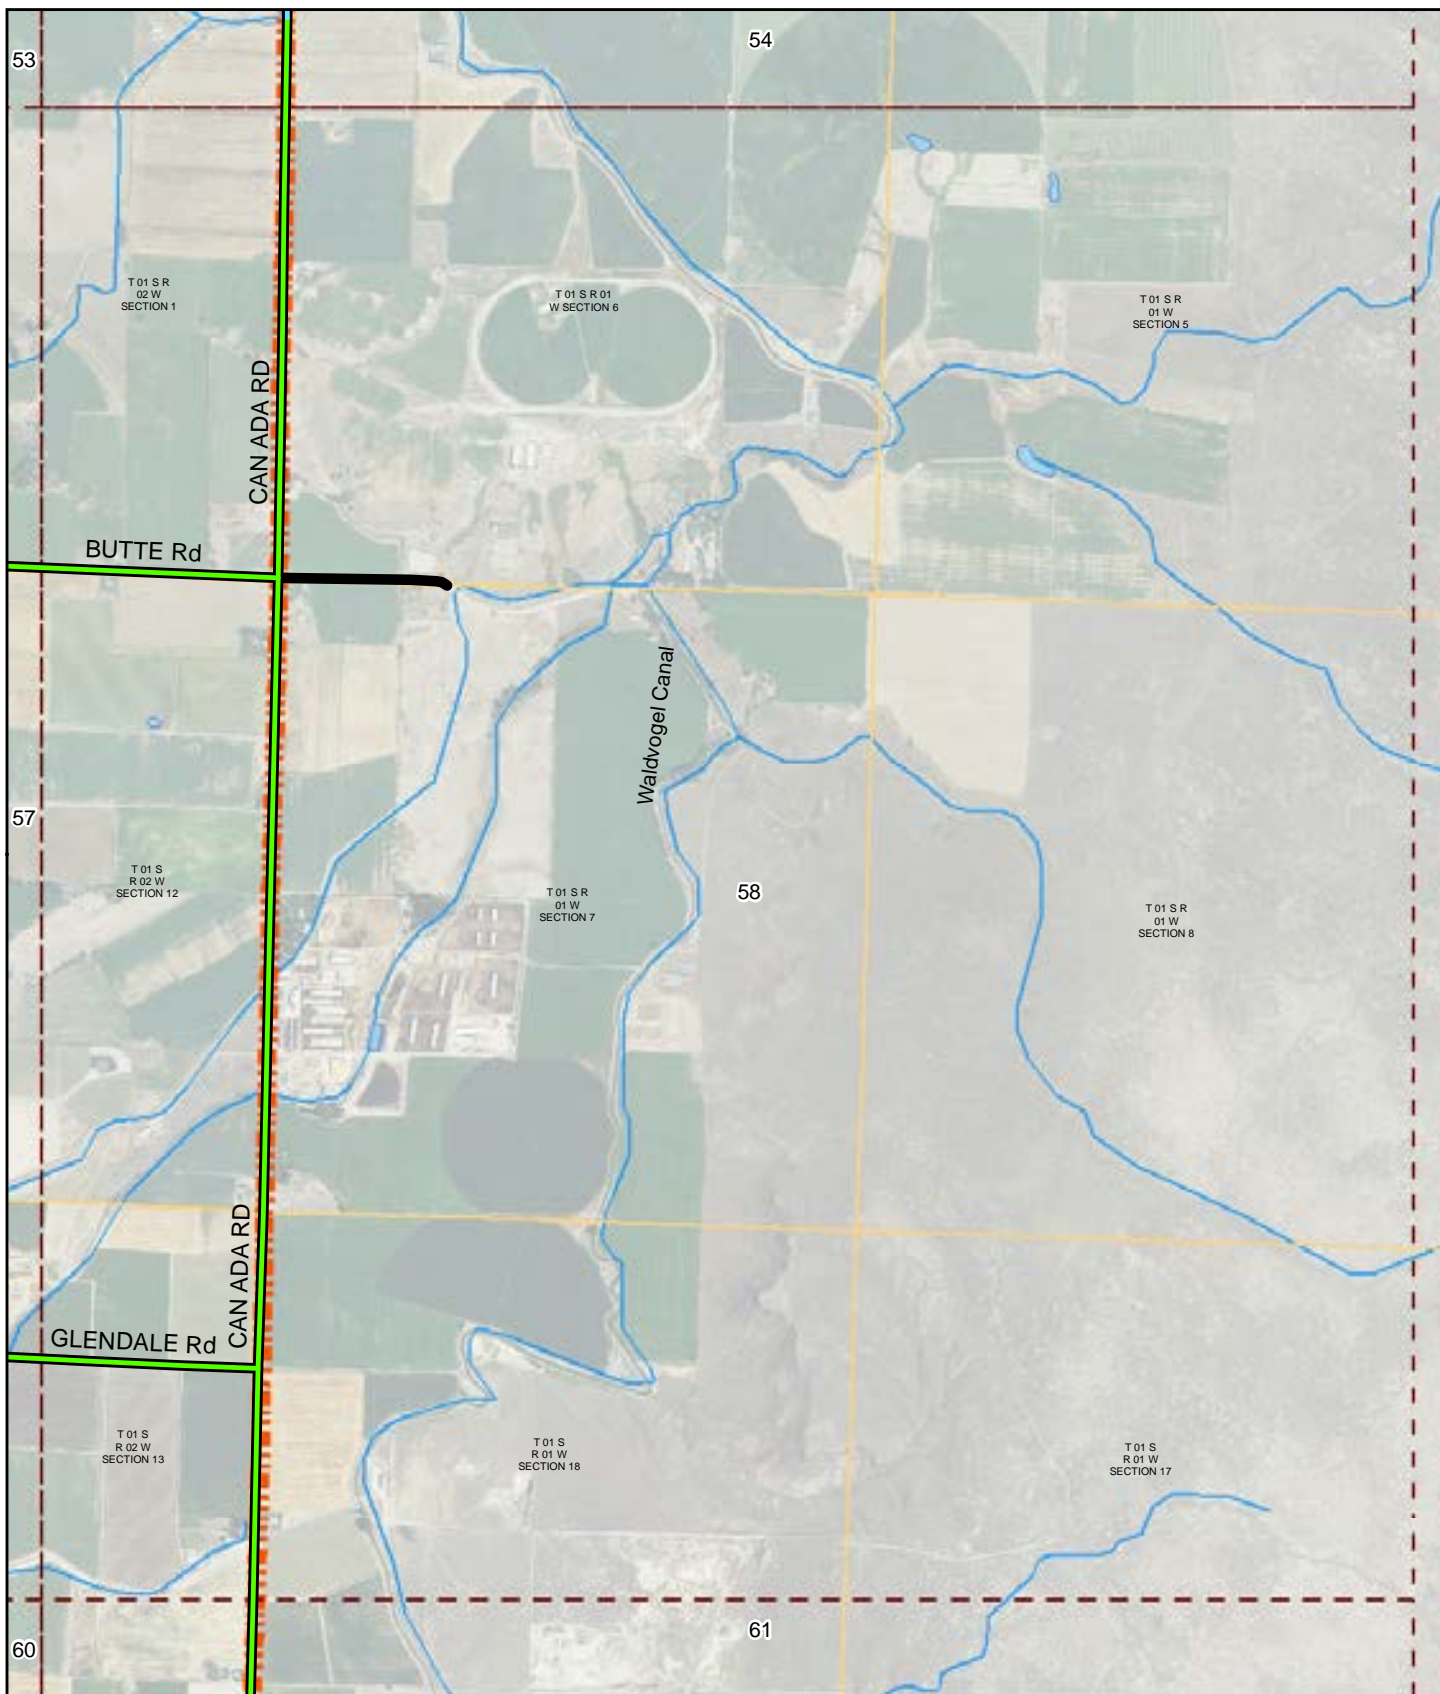 54
53
T 01 S R
02 W
SECTION 1
T 01 S R 01
W SECTION 6
T 01 S R
01 W
SECTION 5
CAN ADA RD
BUTTE Rd
Waldvogel Canal
57
T 01 S
R 02 W
SECTION 12
T 01 S R
01 W
SECTION 7
58
T 01 S R
01 W
SECTION 8
CAN ADA RD
GLENDALE Rd
T 01 S
R 02 W
SECTION 13
T 01 S
R 01 W
SECTION 18
T 01 S
R 01 W
SECTION 17
61
60